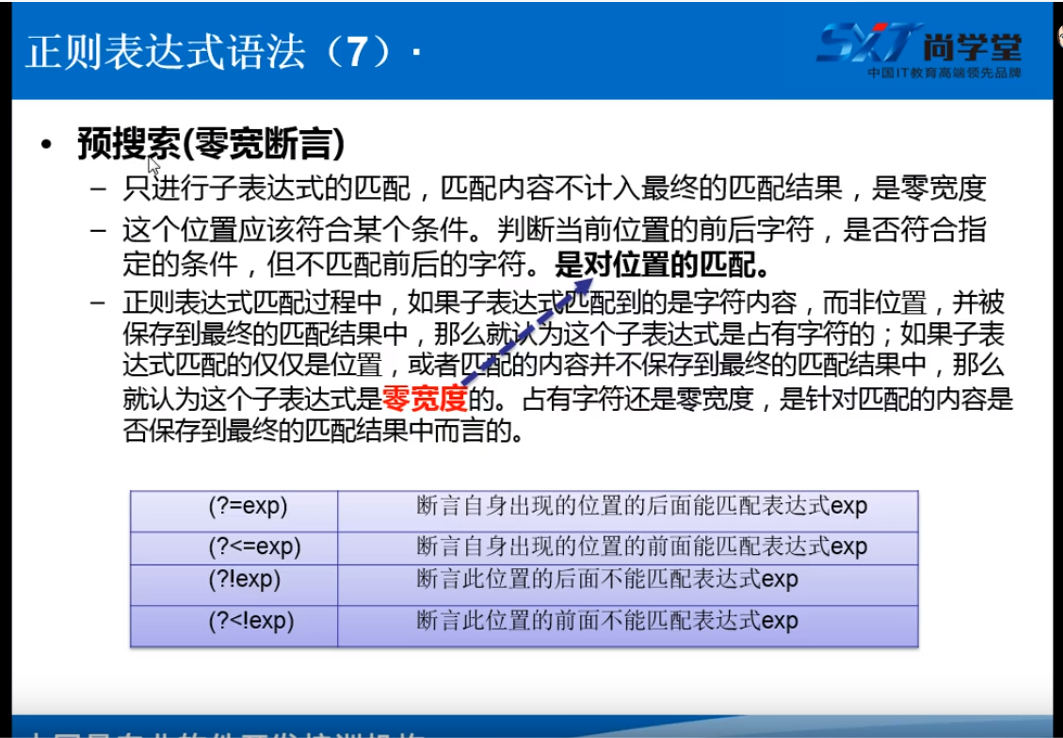 正则表达式语法（7）·
SXT 尚学堂
中国IT教育高端领先品牌
• 预搜索(零宽断言)
– 只进行子表达式的匹配，匹配内容不计入最终的匹配结果，是零宽度
– 这个位置应该符合某个条件。判断当前位置的前后字符，是否符合指
定的条件，但不匹配前后的字符。是对位置的匹配。
– 正则表达式匹配过程中，如果子表达式匹配到的是字符内容，而非位置，并被
保存到最终的匹配结果中，那么就认为这个子表达式是占有字符的；如果子表
达式匹配的仅仅是位置，或者匹配的内容并不保存到最终的匹配结果中，那么
就认为这个子表达式是零宽度的。占有字符还是零宽度，是针对匹配的内容是
否保存到最终的匹配结果中而言的。
(?=exp) 断言自身出现的位置的后面能匹配表达式exp
(?<=exp) 断言自身出现的位置的前面能匹配表达式exp
(?!exp) 断言此位置的后面不能匹配表达式exp
(?<!exp) 断言此位置的前面不能匹配表达式exp